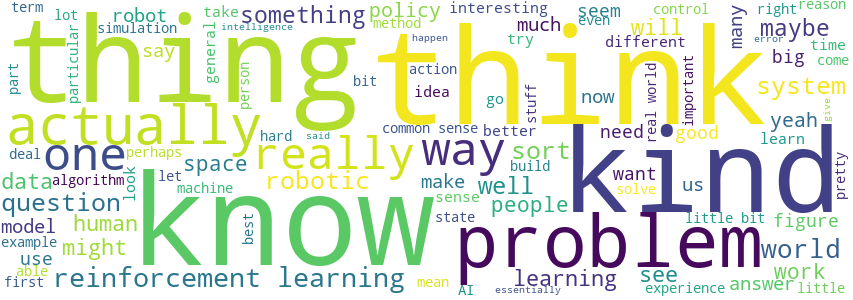 term lot robot take something policy interesting seem control right reason
simulation method even many maybe
thing think kind know
say intelligence much will
part particular general person happen try different big time
bit action idea go stuff now real world important error come
actually system
common sense better need good yeah give
hard said learn
one really way sort
deal perhaps space build want us pretty
data algorithm look let robotic make well solve
machine sense people
question human best state problem little bit figure
model might world
example use see work
able reinforcement learning mean learning experience answer little
first AI essentially